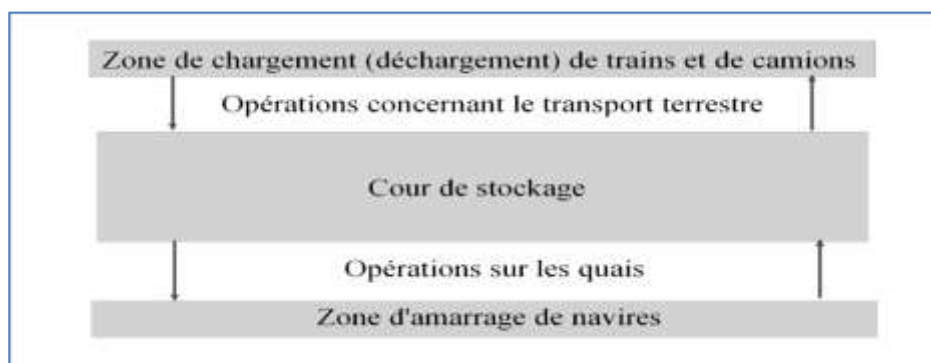 Zone de chargement (déchargement) de trains et de camions
Opérations concernant le transport terrestre
Cour de stockage
Opérations sur les quais
Zone d'amarrage de navires